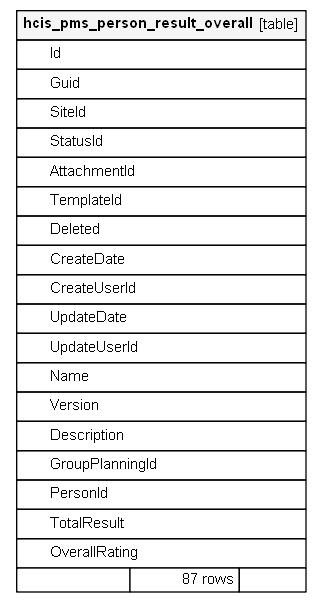 hcis_pms_person_result_overall [table]
Id
Guid
SiteId
StatusId
AttachmentId
TemplateId
Deleted
CreateDate
CreateUserId
UpdateDate
UpdateUserId
Name
Version
Description
GroupPlanningId
PersonId
TotalResult
OverallRating
87 rows